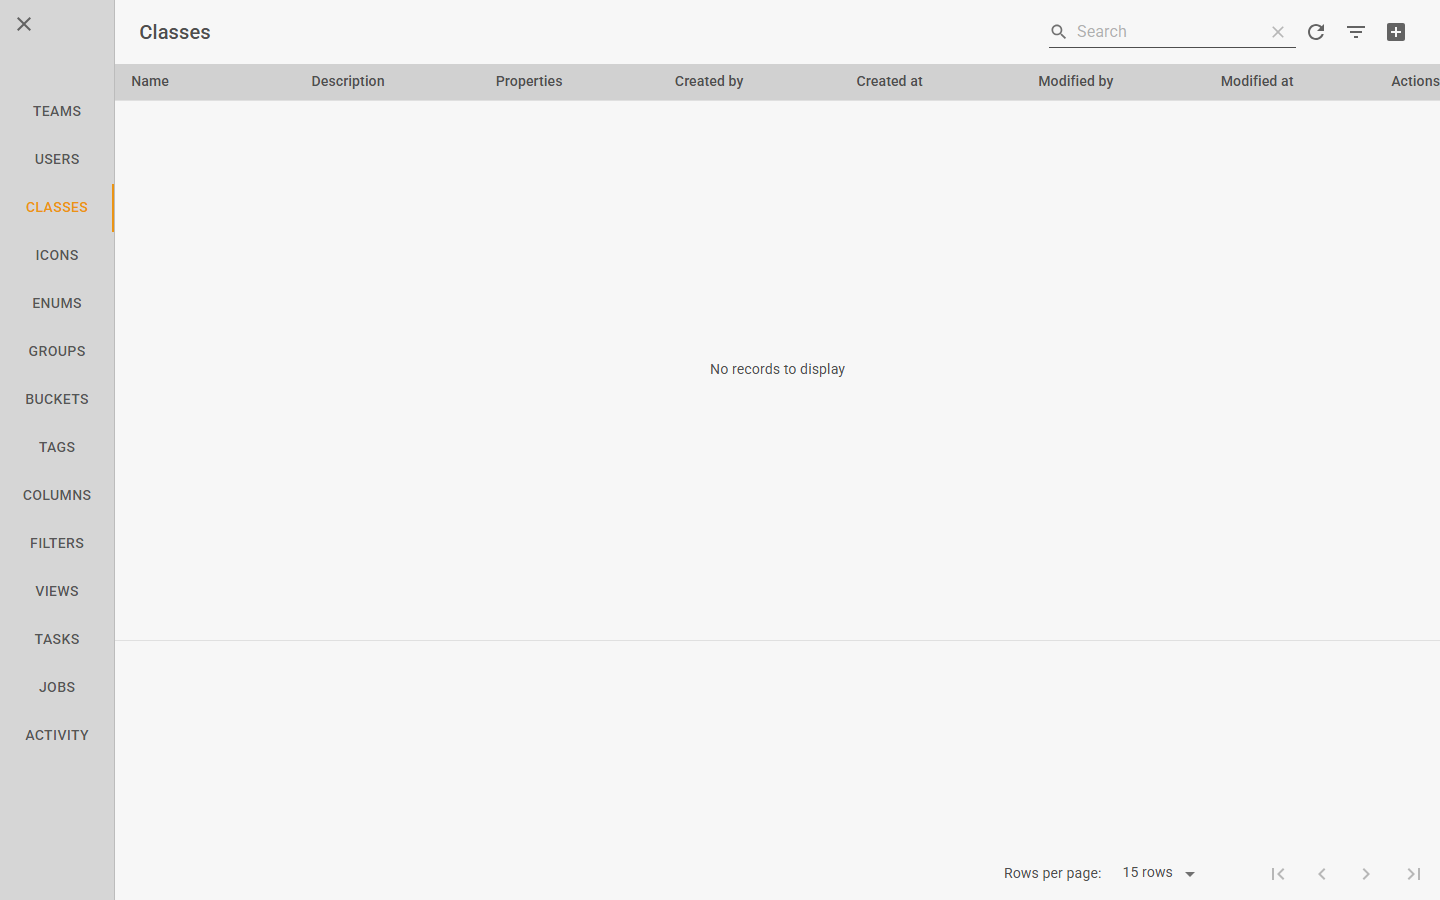 Classes
Search
Name Description Properties Created by Created at Modified by Modified at Actions
TEAMS
USERS
CLASSES
ICONS
ENUMS
GROUPS
BUCKETS
TAGS
COLUMNS
FILTERS
VIEWS
TASKS
JOBS
ACTIVITY
No records to display
Rows per page: 15 rows